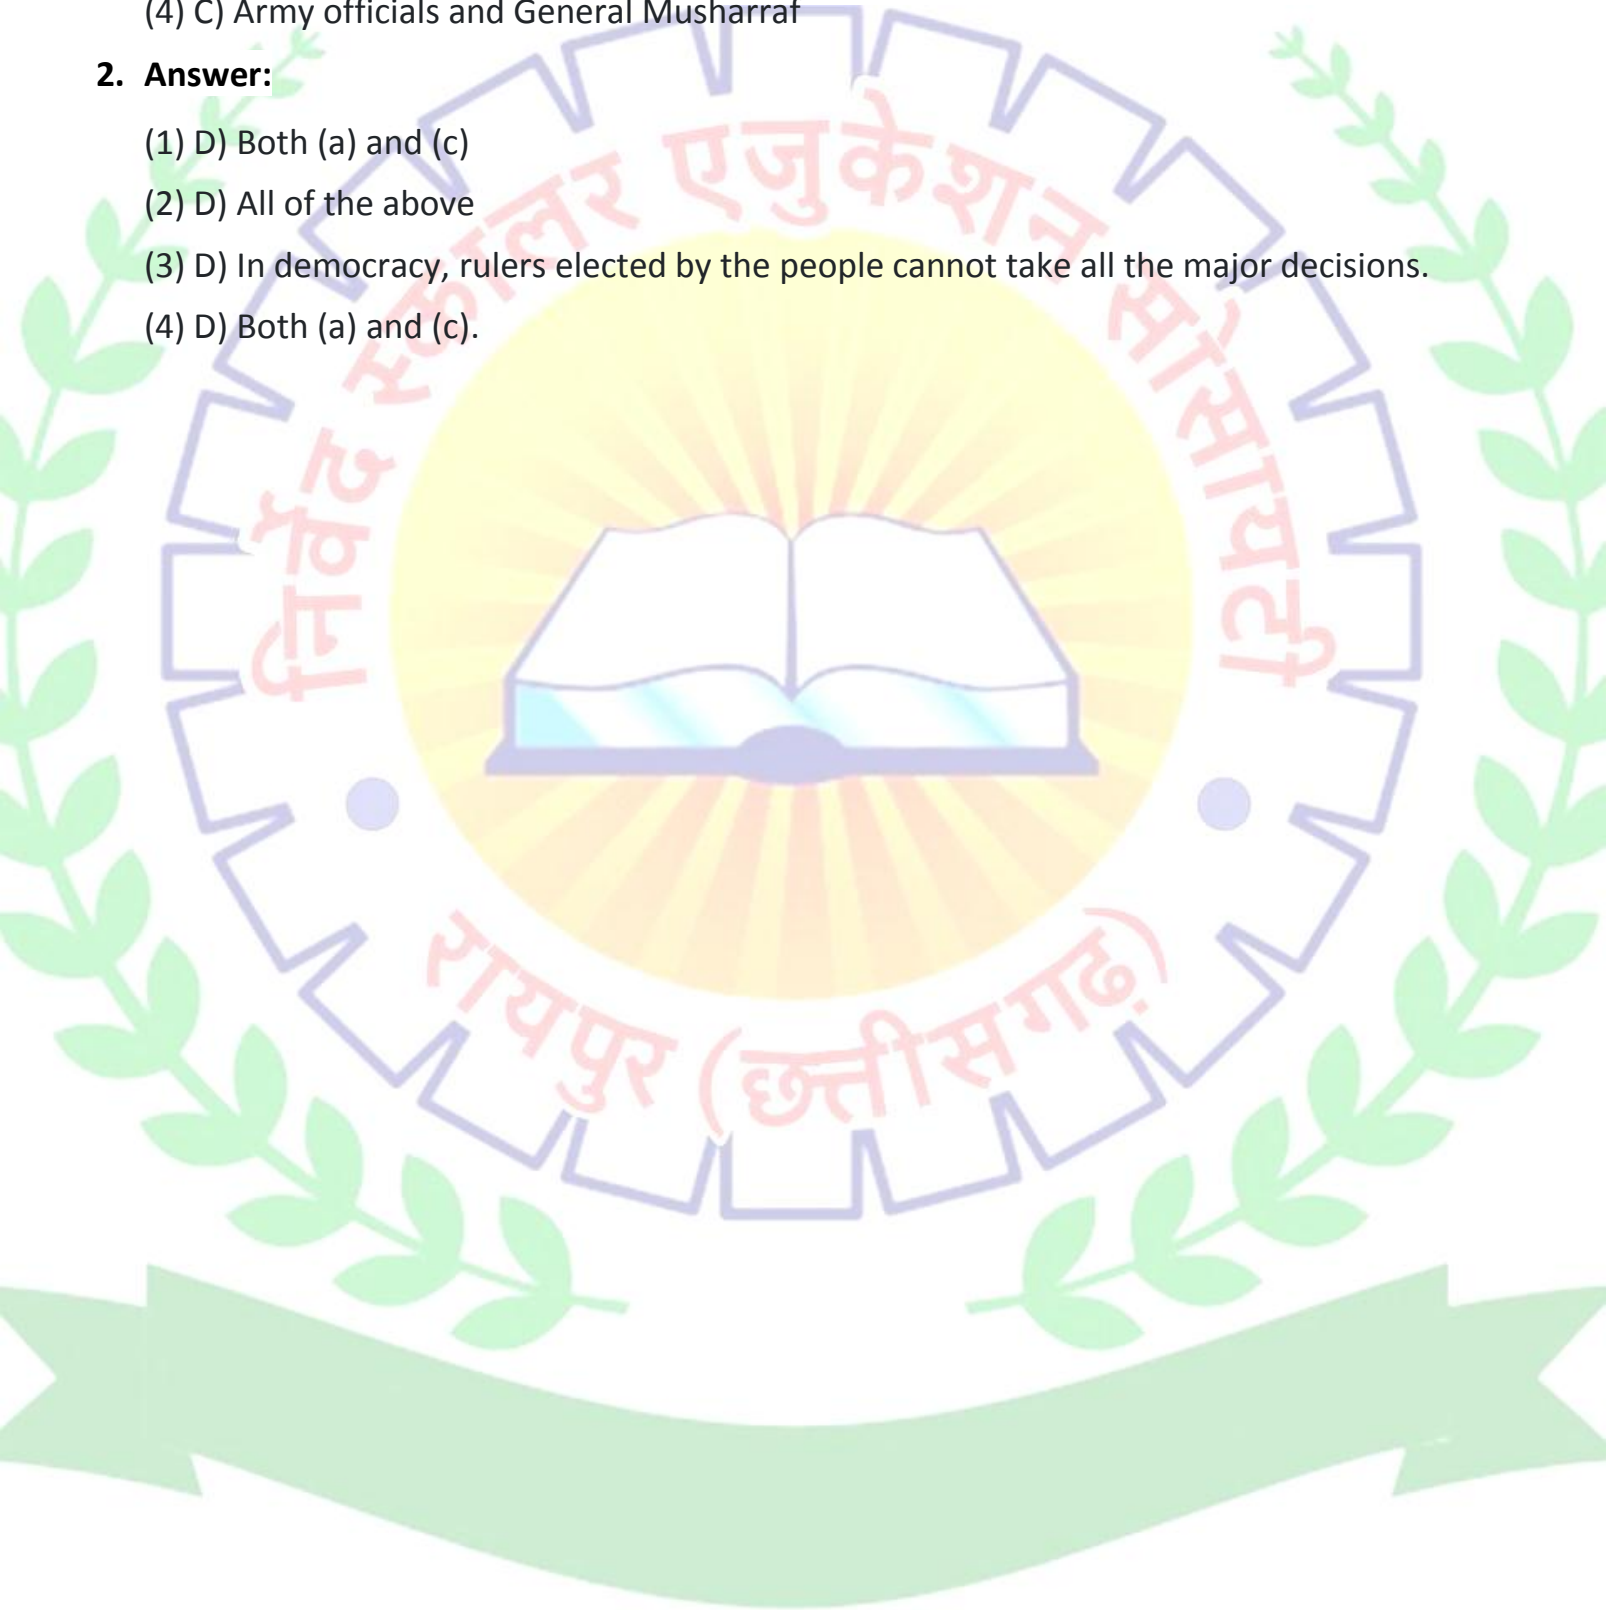 (4) C) Army officials and General Musharraf
2. Answer:
(1) D) Both (a) and (c)
(2) D) All of the above
(3) D) In democracy, rulers elected by the people cannot take all the major decisions.
(4) D) Both (a) and (c).
निर्वेद स्कालर एजुकेशन सोसायटी
रायपुर (छत्तीसगढ़)